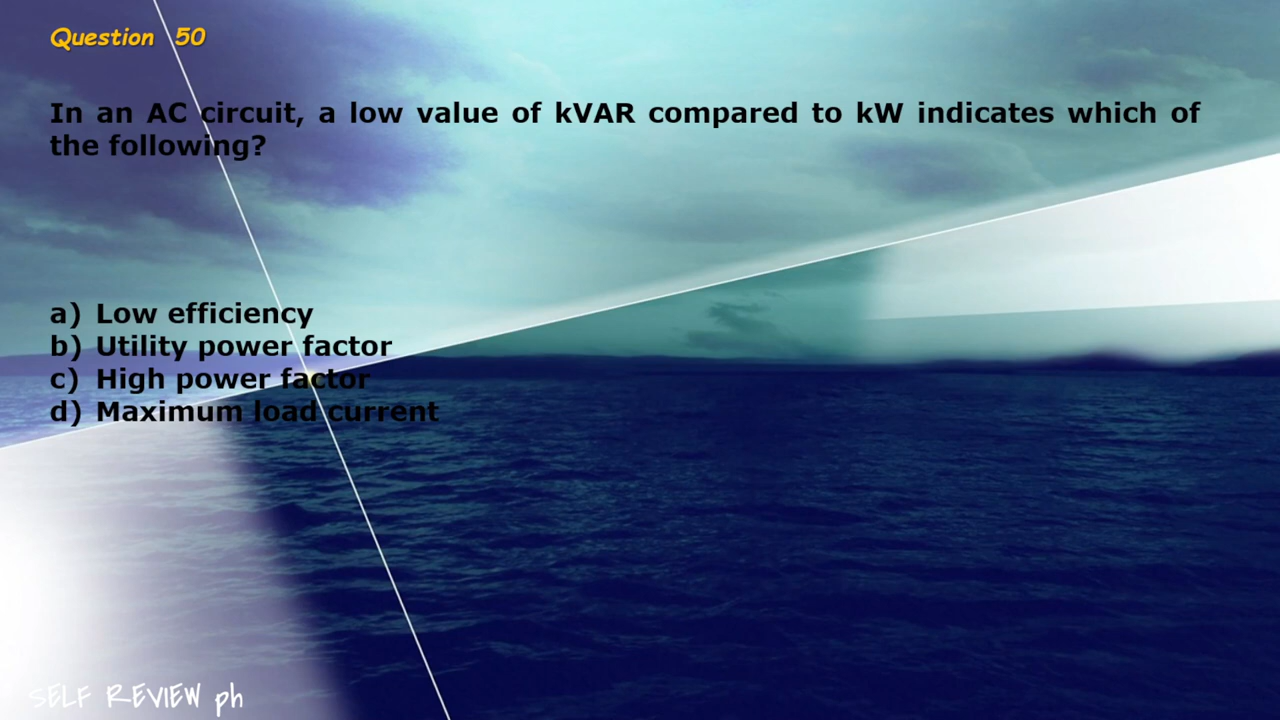 Question 50
In an AC circuit, a low value of kVAR compared to kW indicates which of
the following?
a) Low efficiency
b) Utility power factor
c) High power factor
d) Maximum load current
SELF REVIEW ph